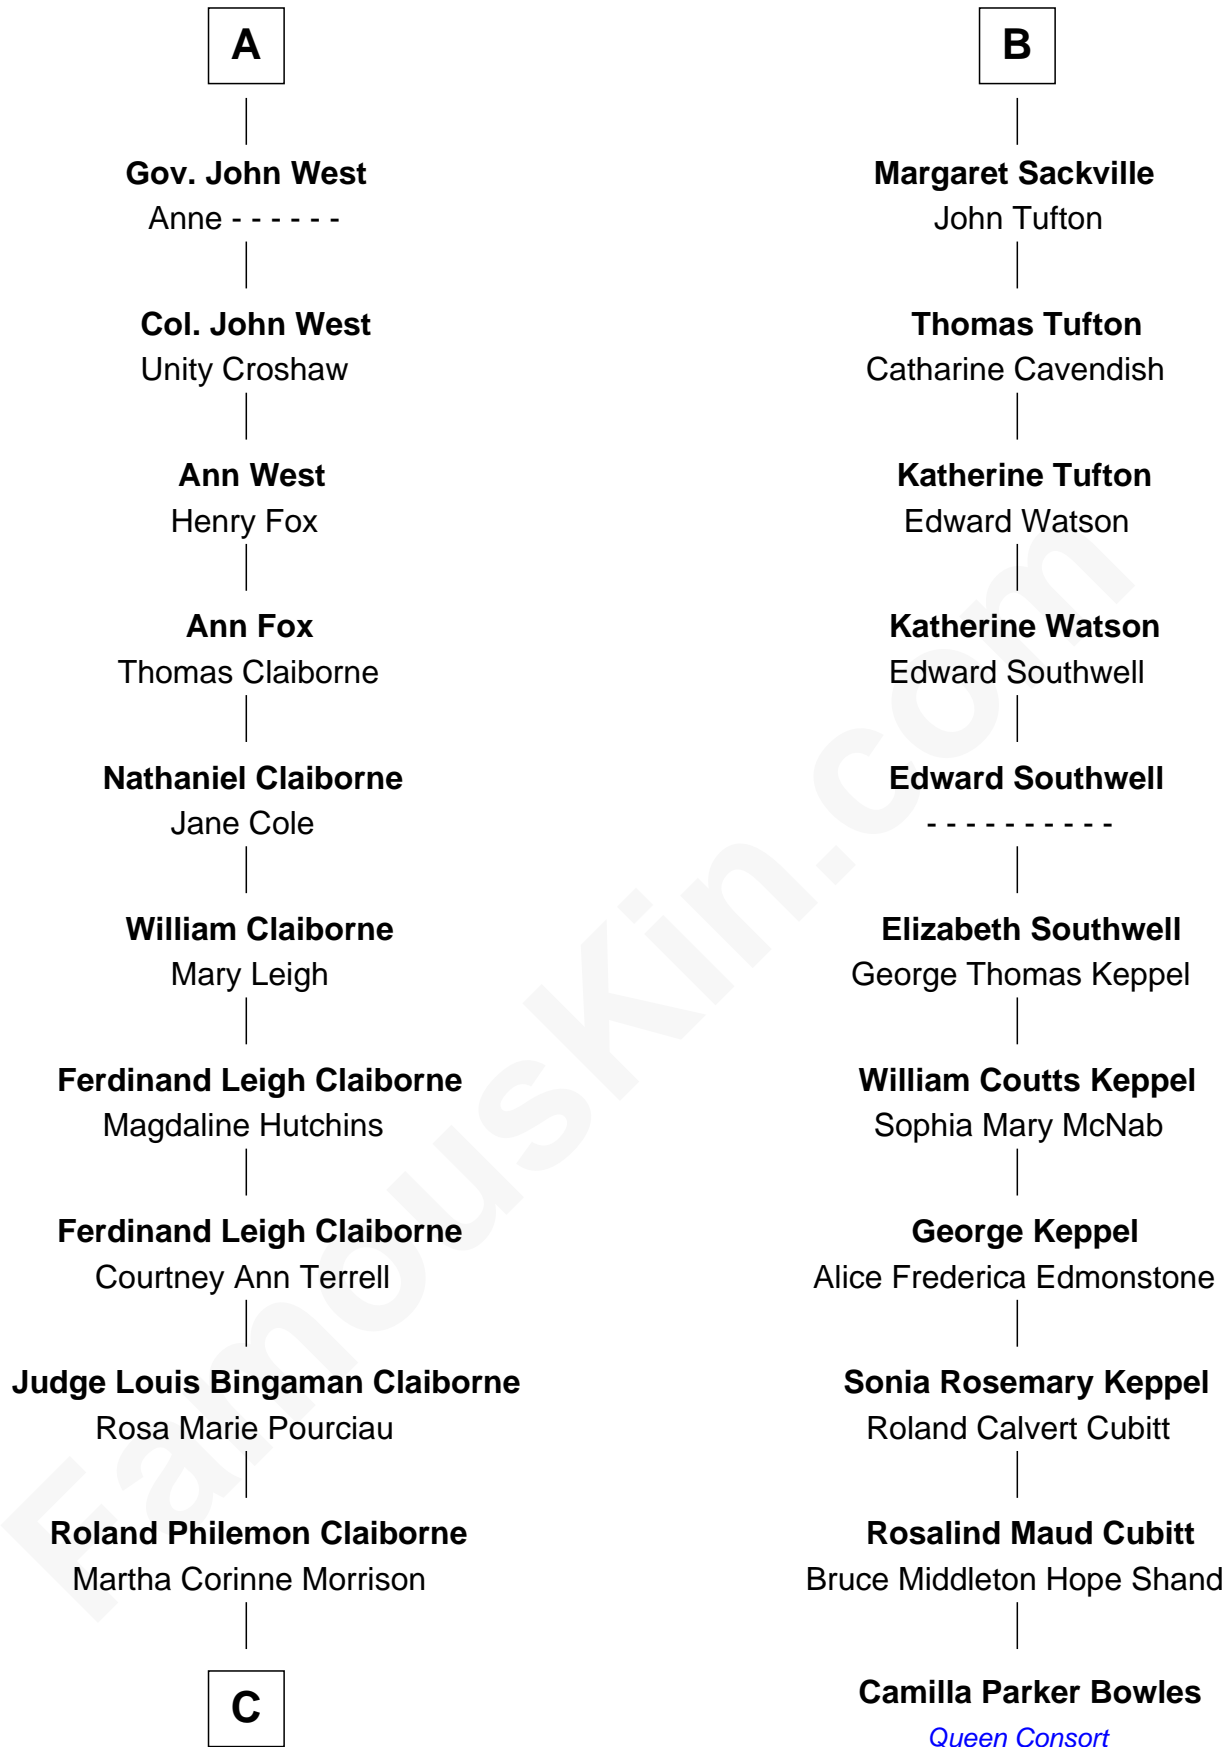 A
Gov. John West
Anne - - - - - -
Col. John West
Unity Croshaw
Ann West
Henry Fox
Ann Fox
Thomas Claiborne
Nathaniel Claiborne
Jane Cole
William Claiborne
Mary Leigh
Ferdinand Leigh Claiborne
Magdaline Hutchins
Ferdinand Leigh Claiborne
Courtney Ann Terrell
Judge Louis Bingaman Claiborne
Rosa Marie Pourciau
Roland Philemon Claiborne
Martha Corinne Morrison
C
B
Margaret Sackville
John Tufton
Thomas Tufton
Catharine Cavendish
Katherine Tufton
Edward Watson
Katherine Watson
Edward Southwell
Edward Southwell
- - - - - - - - - -
Elizabeth Southwell
George Thomas Keppel
William Coutts Keppel
Sophia Mary McNab
George Keppel
Alice Frederica Edmonstone
Sonia Rosemary Keppel
Roland Calvert Cubitt
Rosalind Maud Cubitt
Bruce Middleton Hope Shand
Camilla Parker Bowles
Queen Consort
FamousKin.com